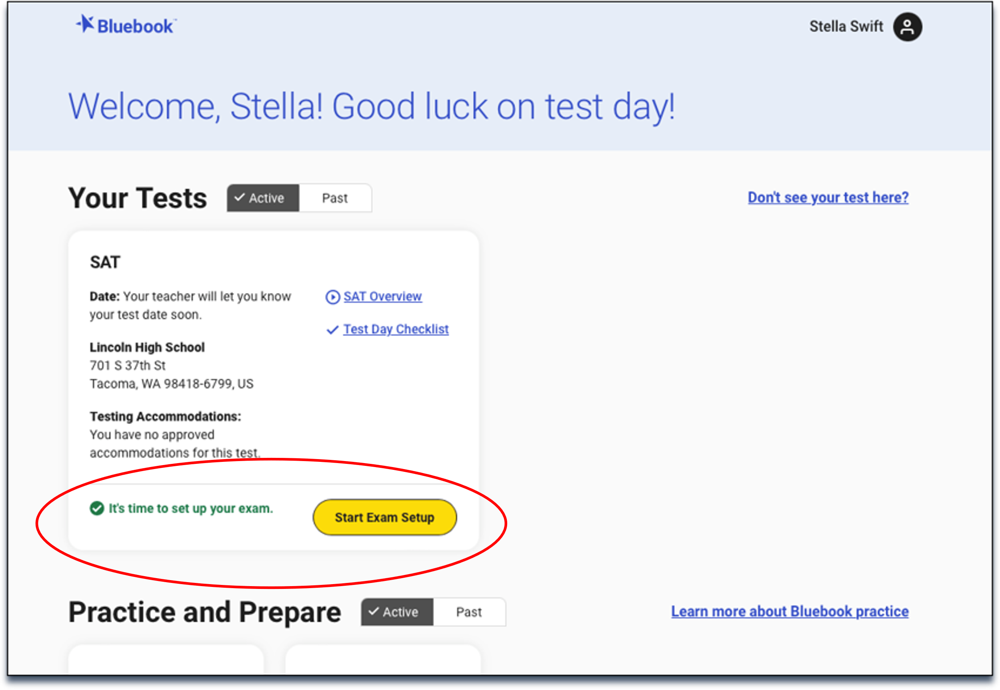 Bluebook™
Stella Swift
Welcome, Stella! Good luck on test day!
Your Tests
Active
Past
Don't see your test here?
SAT
Date: Your teacher will let you know
your test date soon.
SAT Overview
Test Day Checklist
Lincoln High School
701 S 37th St
Tacoma, WA 98418-6799, US
Testing Accommodations:
You have no approved
accommodations for this test.
It's time to set up your exam.
Start Exam Setup
Practice and Prepare
Active
Past
Learn more about Bluebook practice